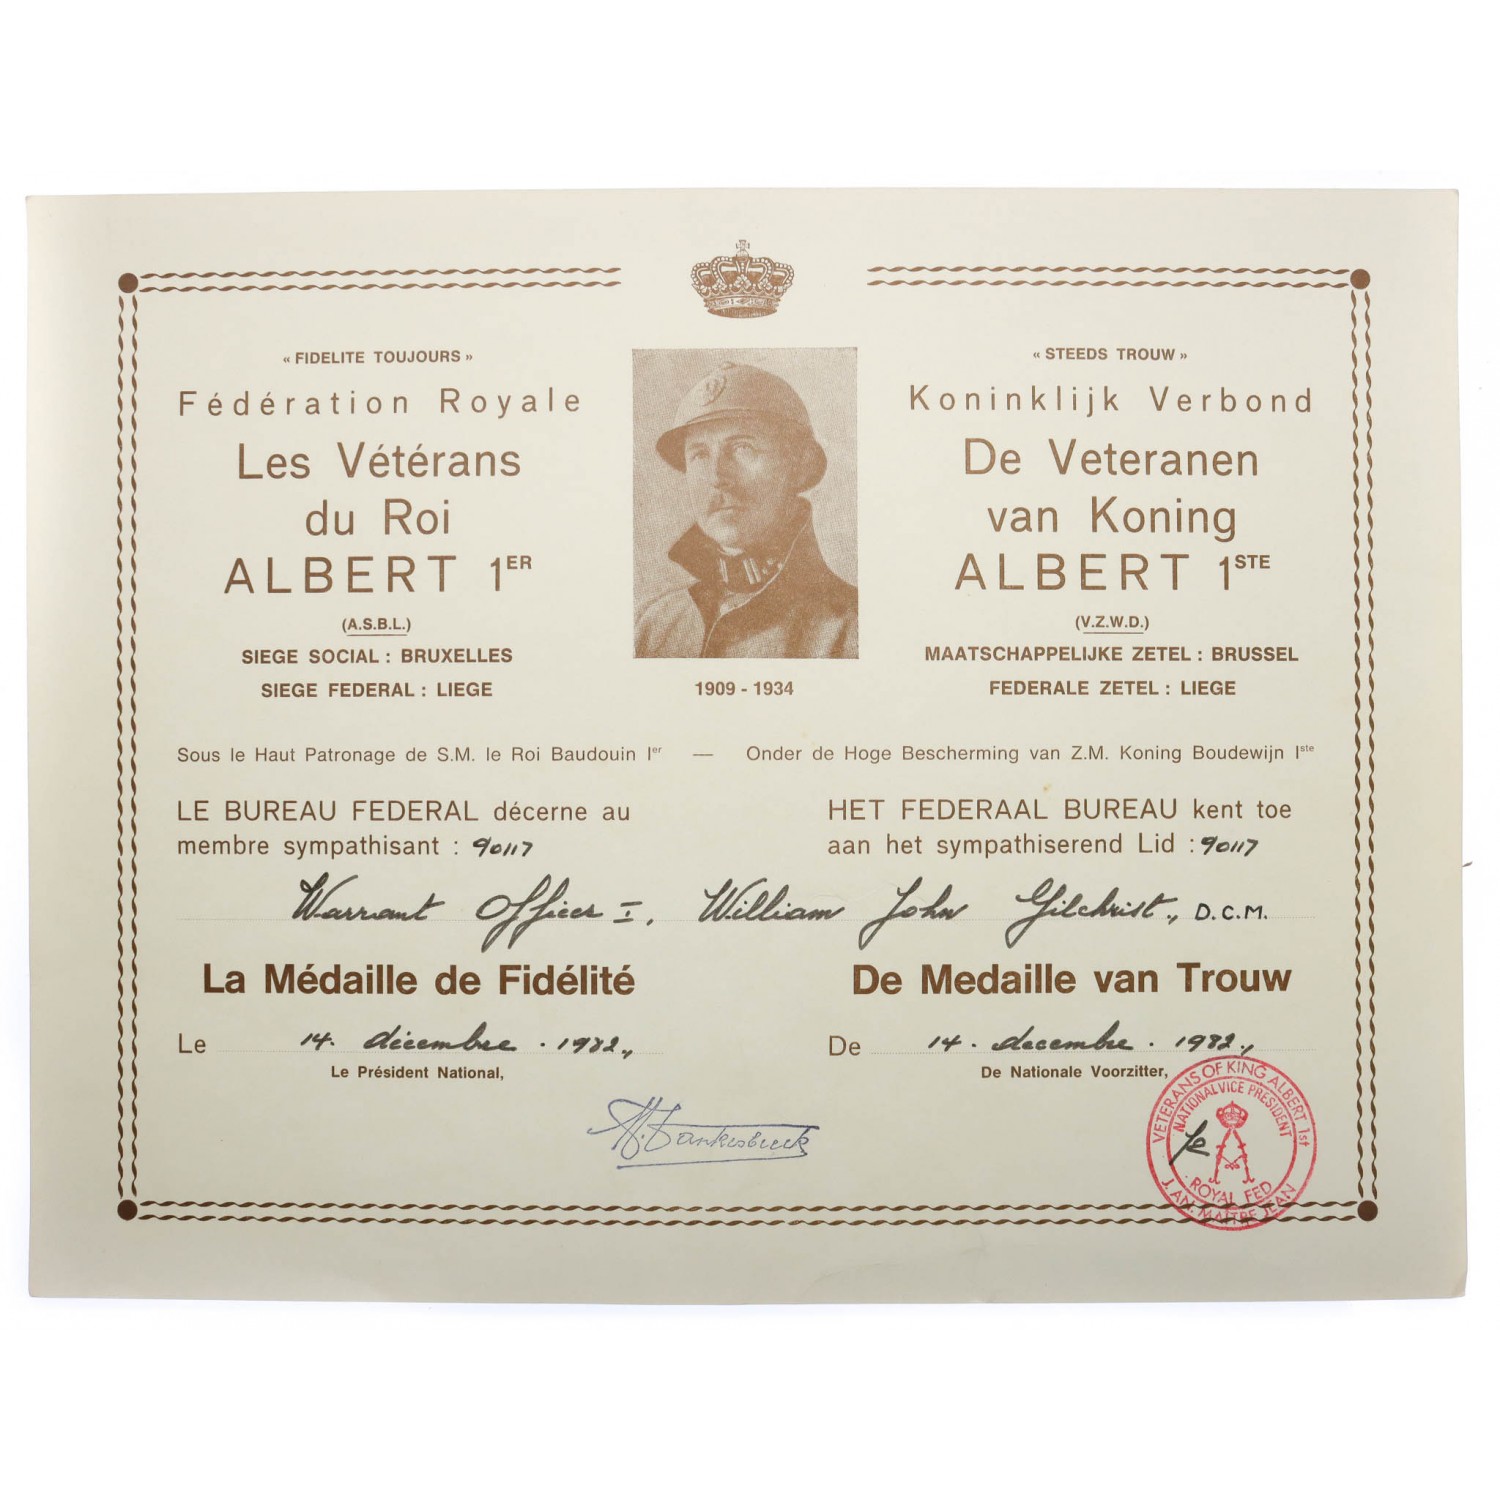 « FIDELITE TOUJOURS »
Fédération Royale
Les Vétérans
du Roi
ALBERT 1ER
(A.S.B.L.)
SIEGE SOCIAL : BRUXELLES
SIEGE FEDERAL : LIEGE
1909 - 1934
« STEEDS TROUW »
Koninklijk Verbond
De Veteranen
van Koning
ALBERT 1STE
(V.Z.W.D.)
MAATSCHAPPELIJKE ZETEL : BRUSSEL
FEDERALE ZETEL : LIEGE
Sous le Haut Patronage de S.M. le Roi Baudouin Ier — Onder de Hoge Bescherming van Z.M. Koning Boudewijn Iste
LE BUREAU FEDERAL décerne au
membre sympathisant : 90117
HET FEDERAAL BUREAU kent toe
aan het sympathiserend Lid : 90117
Warrant Officer I, William John Gilchrist, D.C.M.
La Médaille de Fidélité
De Medaille van Trouw
Le 14. décembre . 1982,
De 14. decembre . 1982,
Le Président National,
De Nationale Voorzitter,
VETERANS OF KING ALBERT 1st
NATIONAL VICE PRESIDENT
A
ROYAL FED
J. AN. MAITRE JEAN